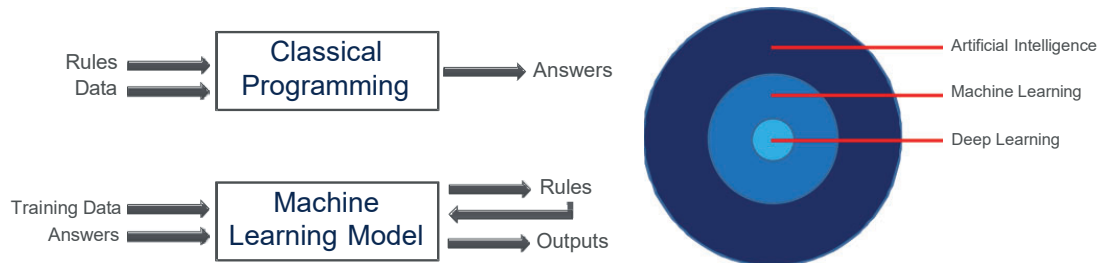 Rules
Data
Classical
Programming
Answers
Training Data
Answers
Machine
Learning Model
Rules
Outputs
Artificial Intelligence
Machine Learning
Deep Learning